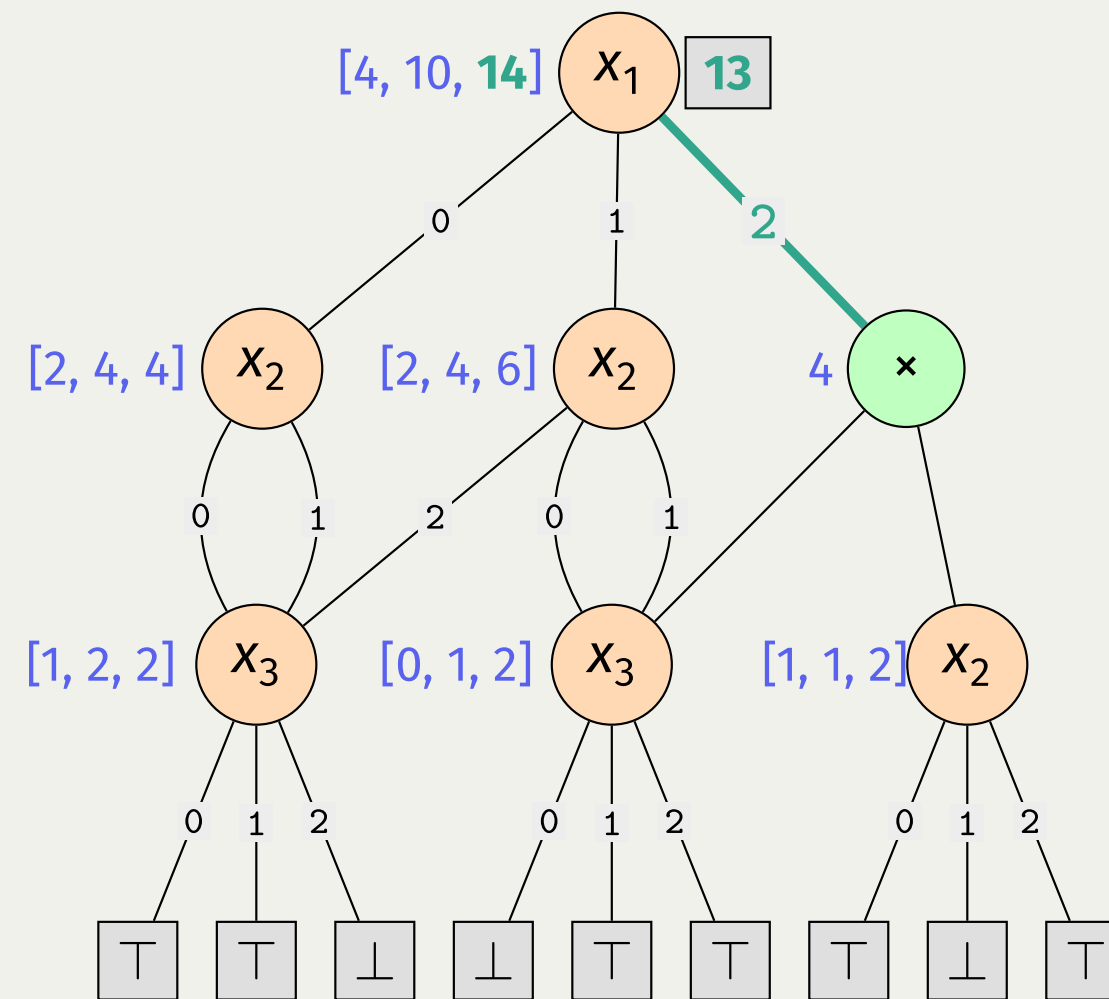 [4, 10, 14] x₁ 13
0 1 2
[2, 4, 4] x₂ [2, 4, 6] x₂ 4 ×
0 1 2 0 1
[1, 2, 2] x₃ [0, 1, 2] x₃ [1, 1, 2] x₂
0 1 2 0 1 2 0 1 2
⊤ ⊤ ⊥ ⊥ ⊤ ⊤ ⊤ ⊥ ⊤